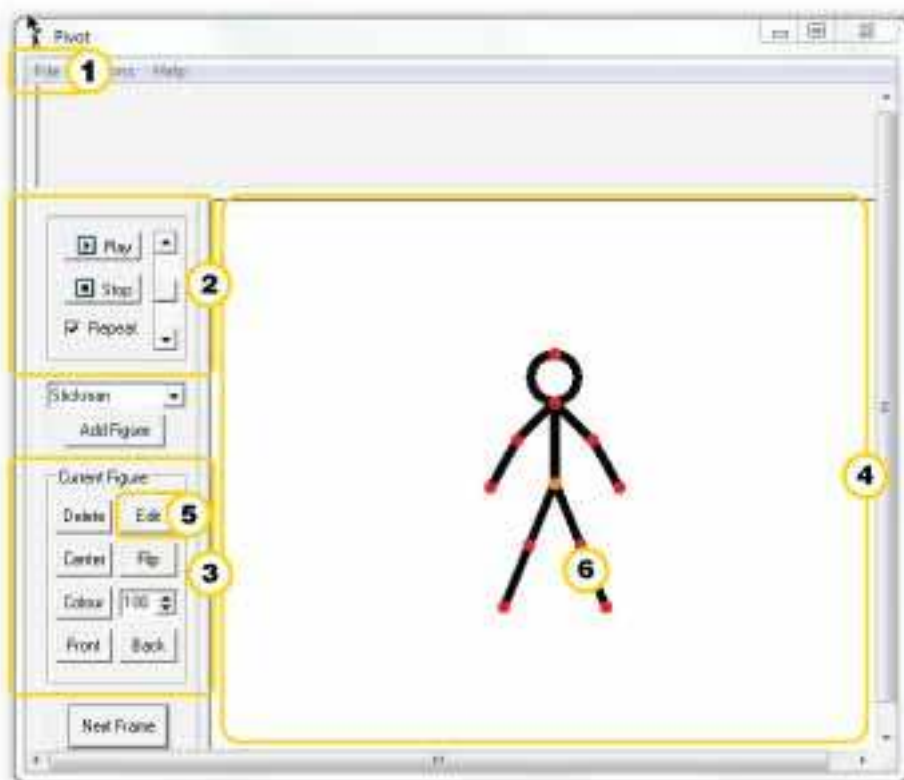 Pivot
File 1 Help
Play
2
Stop
Repeat
Stickman
Add Figure
4
Current Figure
Delete Edit 5
Center Flip 3 6
Colour 100
Front Back
Next Frame